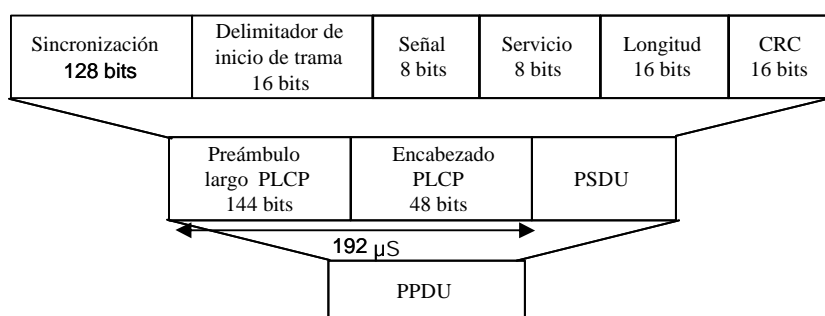 Sincronización
128 bits
Delimitador de
inicio de trama
16 bits
Señal
8 bits
Servicio
8 bits
Longitud
16 bits
CRC
16 bits
Preámbulo
largo PLCP
144 bits
Encabezado
PLCP
48 bits
PSDU
192 µS
PPDU